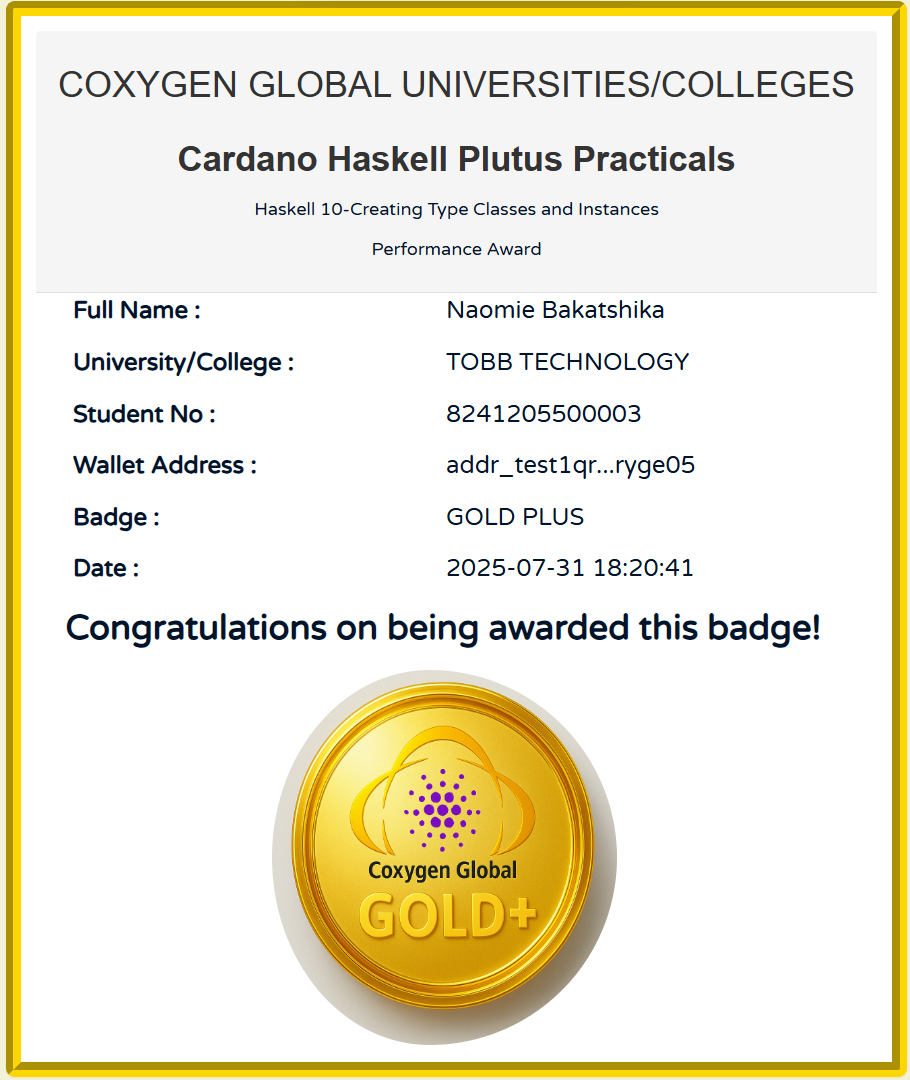 COXYGEN GLOBAL UNIVERSITIES/COLLEGES
Cardano Haskell Plutus Practicals
Haskell 10-Creating Type Classes and Instances
Performance Award
Full Name : Naomie Bakatshika
University/College : TOBB TECHNOLOGY
Student No : 8241205500003
Wallet Address : addr_test1qr...ryge05
Badge : GOLD PLUS
Date : 2025-07-31 18:20:41
Congratulations on being awarded this badge!
Coxygen Global
GOLD+